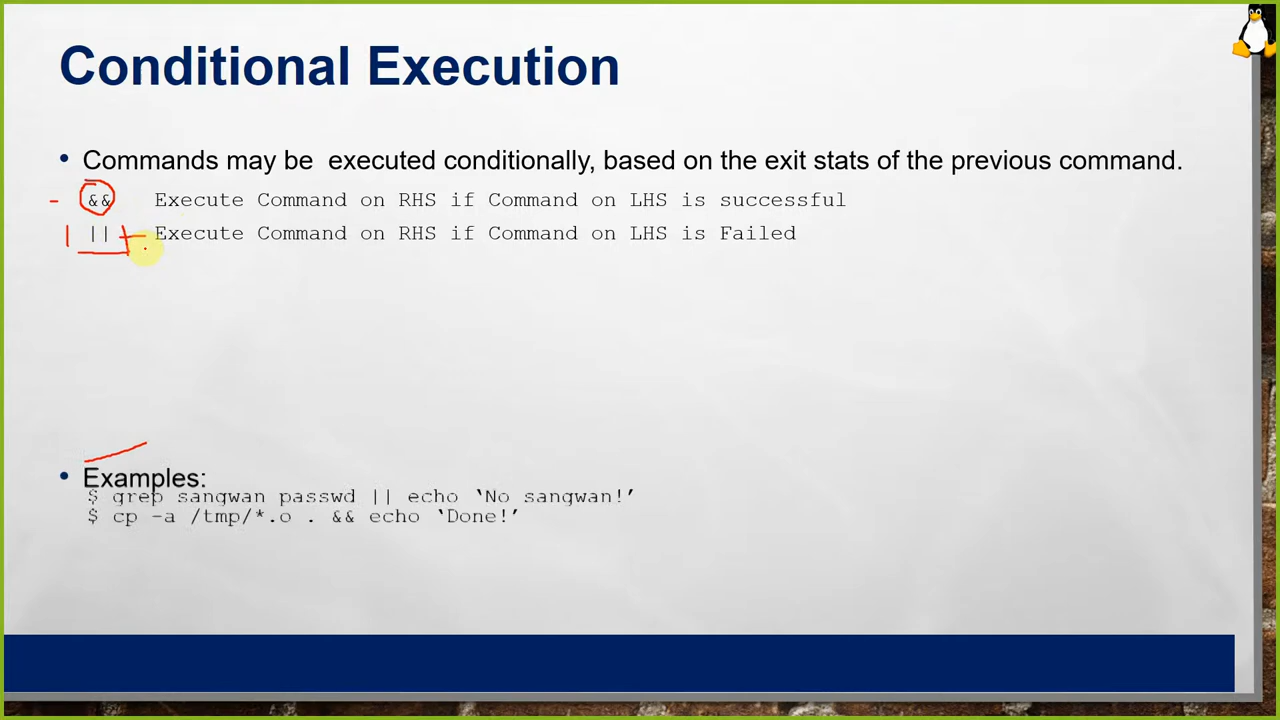 Conditional Execution
• Commands may be executed conditionally, based on the exit stats of the previous command.
&& Execute Command on RHS if Command on LHS is successful
|| Execute Command on RHS if Command on LHS is Failed
• Examples:
$ grep sangwan passwd || echo ‘No sangwan!’
$ cp -a /tmp/*.o . && echo ‘Done!’